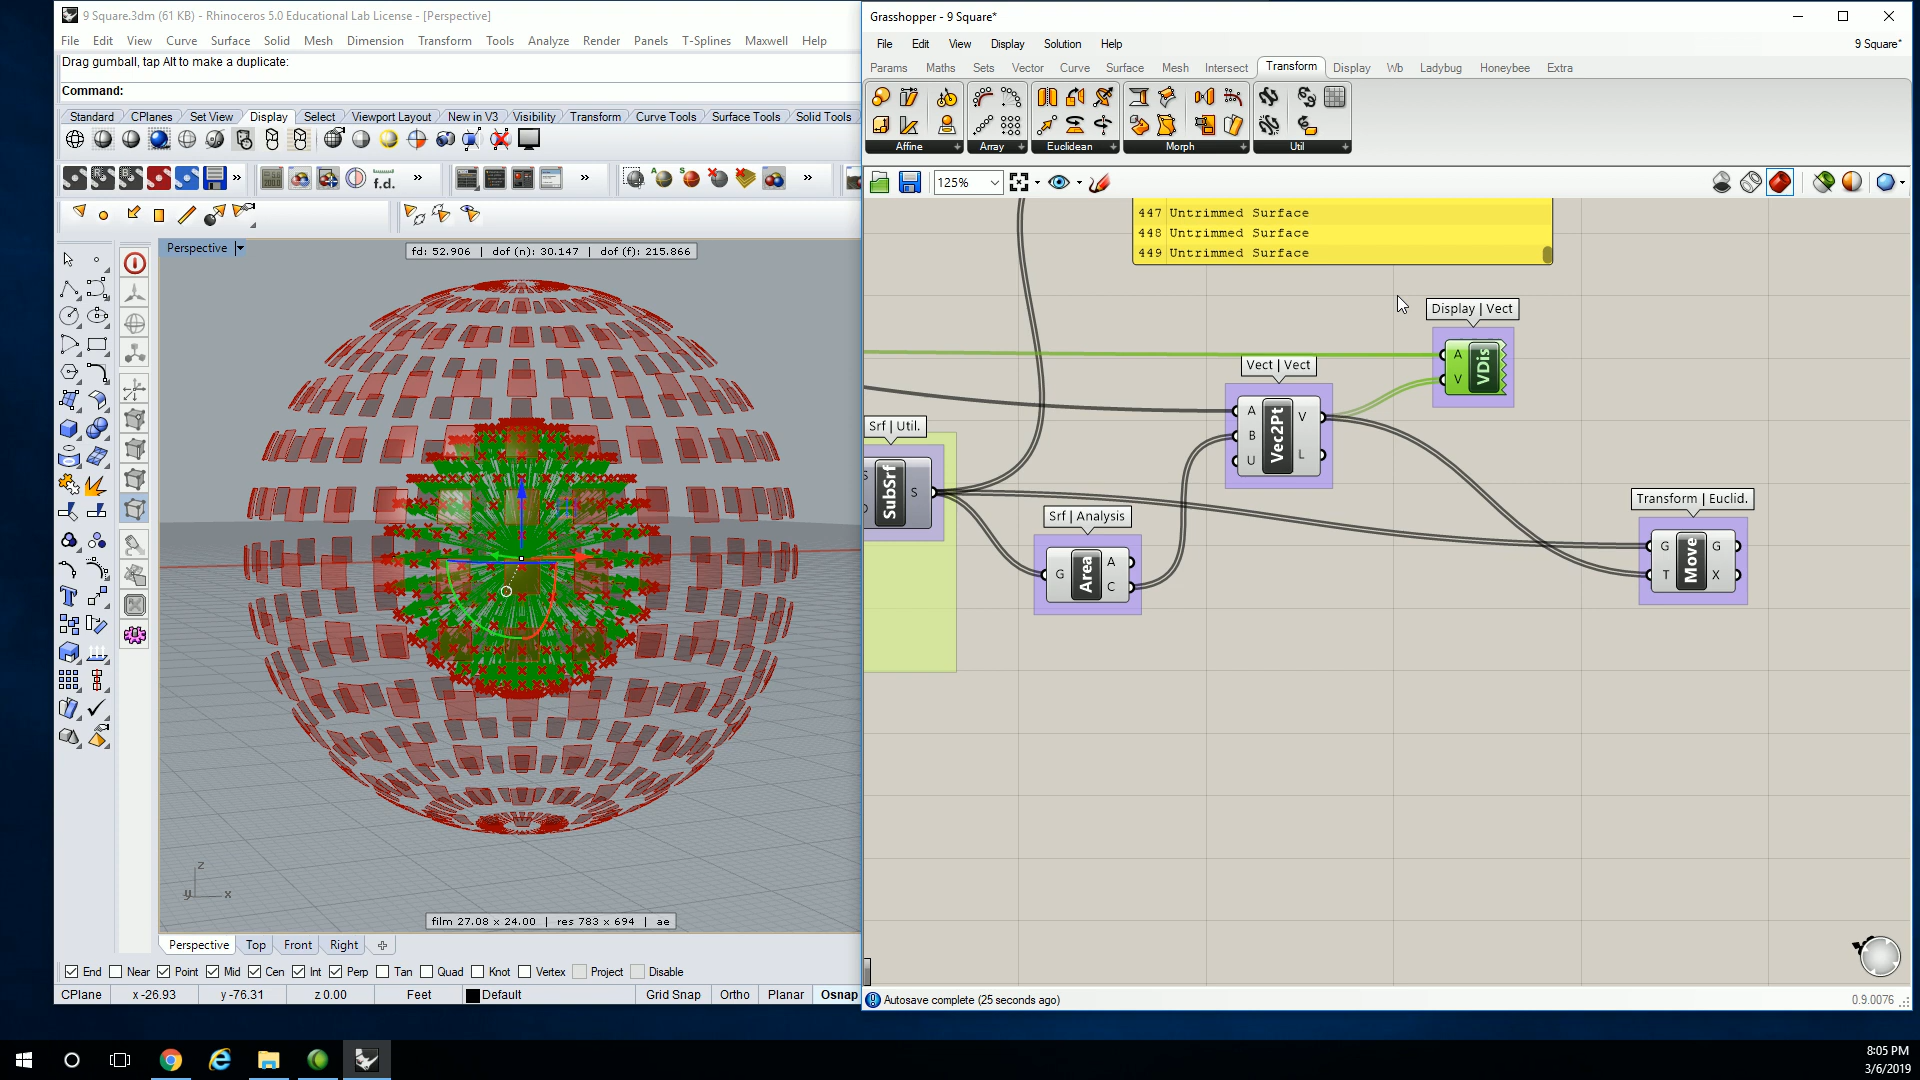 9 Square.3dm (61 KB) - Rhinoceros 5.0 Educational Lab License - [Perspective]
File Edit View Curve Surface Solid Mesh Dimension Transform Tools Analyze Render Panels T-Splines Maxwell Help
Drag gumball, tap Alt to make a duplicate:
Command:
Standard CPlanes Set View Display Select Viewport Layout New in V3 Visibility Transform Curve Tools Surface Tools Solid Tools
f.d.
Perspective
fd: 52.906 | dof (n): 30.147 | dof (f): 215.866
z
y x
film 27.08 x 24.00 | res 783 x 694 | ae
Perspective Top Front Right
End Near Point Mid Cen Int Perp Tan Quad Knot Vertex Project Disable
CPlane x -26.93 y -76.31 z 0.00 Feet Default Grid Snap Ortho Planar Osnap
Grasshopper - 9 Square*
File Edit View Display Solution Help
9 Square*
Params Maths Sets Vector Curve Surface Mesh Intersect Transform Display Wb Ladybug Honeybee Extra
Affine Array Euclidean Morph Util
125%
447 Untrimmed Surface
448 Untrimmed Surface
449 Untrimmed Surface
Display | Vect
A
V
VDis
Vect | Vect
A
B
U
Vec2Pt
V
L
Srf | Util.
SubSrf
S
Srf | Analysis
G
Area
A
C
Transform | Euclid.
G
T
Move
G
X
Autosave complete (25 seconds ago)
0.9.0076
8:05 PM
3/6/2019